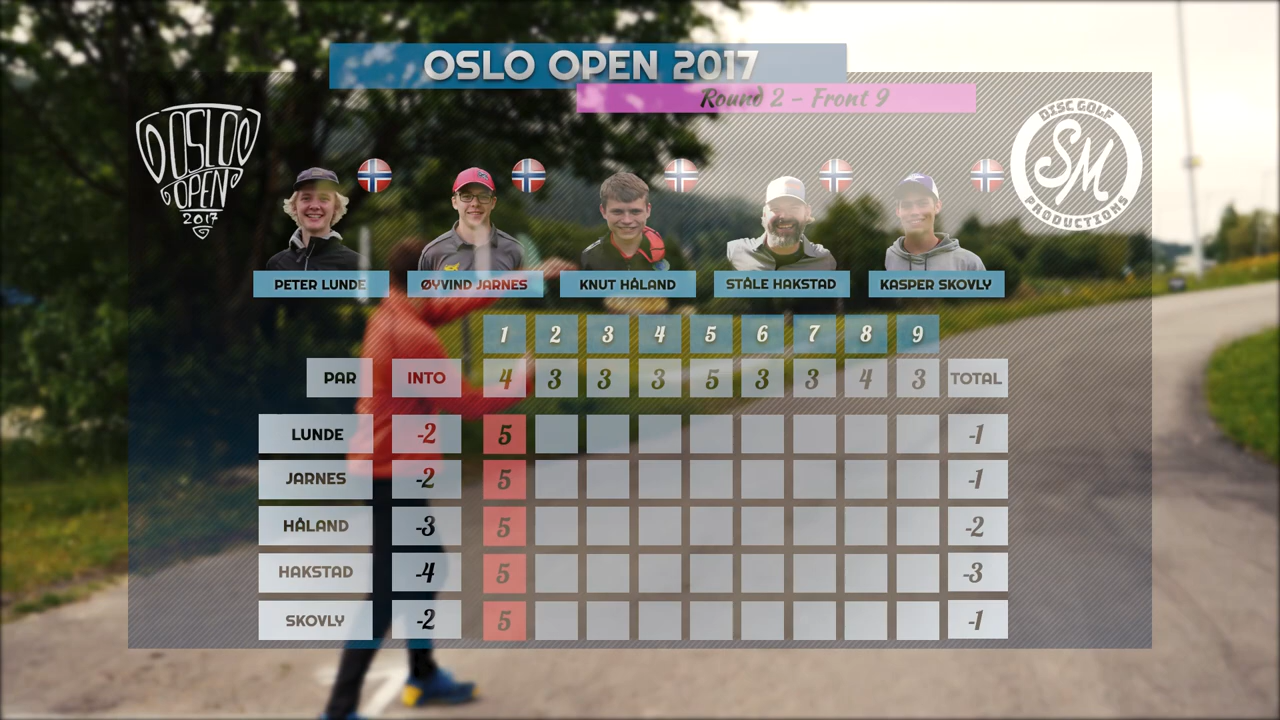 OSLO OPEN 2017
Round 2 - Front 9
OSLO
OPEN
2017
DISC GOLF
SM
PRODUCTIONS
PETER LUNDE ØYVIND JARNES KNUT HÅLAND STÅLE HAKSTAD KASPER SKOVLY
1 2 3 4 5 6 7 8 9
PAR INTO 4 3 3 3 5 3 3 4 3 TOTAL
LUNDE -2 5 -1
JARNES -2 5 -1
HÅLAND -3 5 -2
HAKSTAD -4 5 -3
SKOVLY -2 5 -1